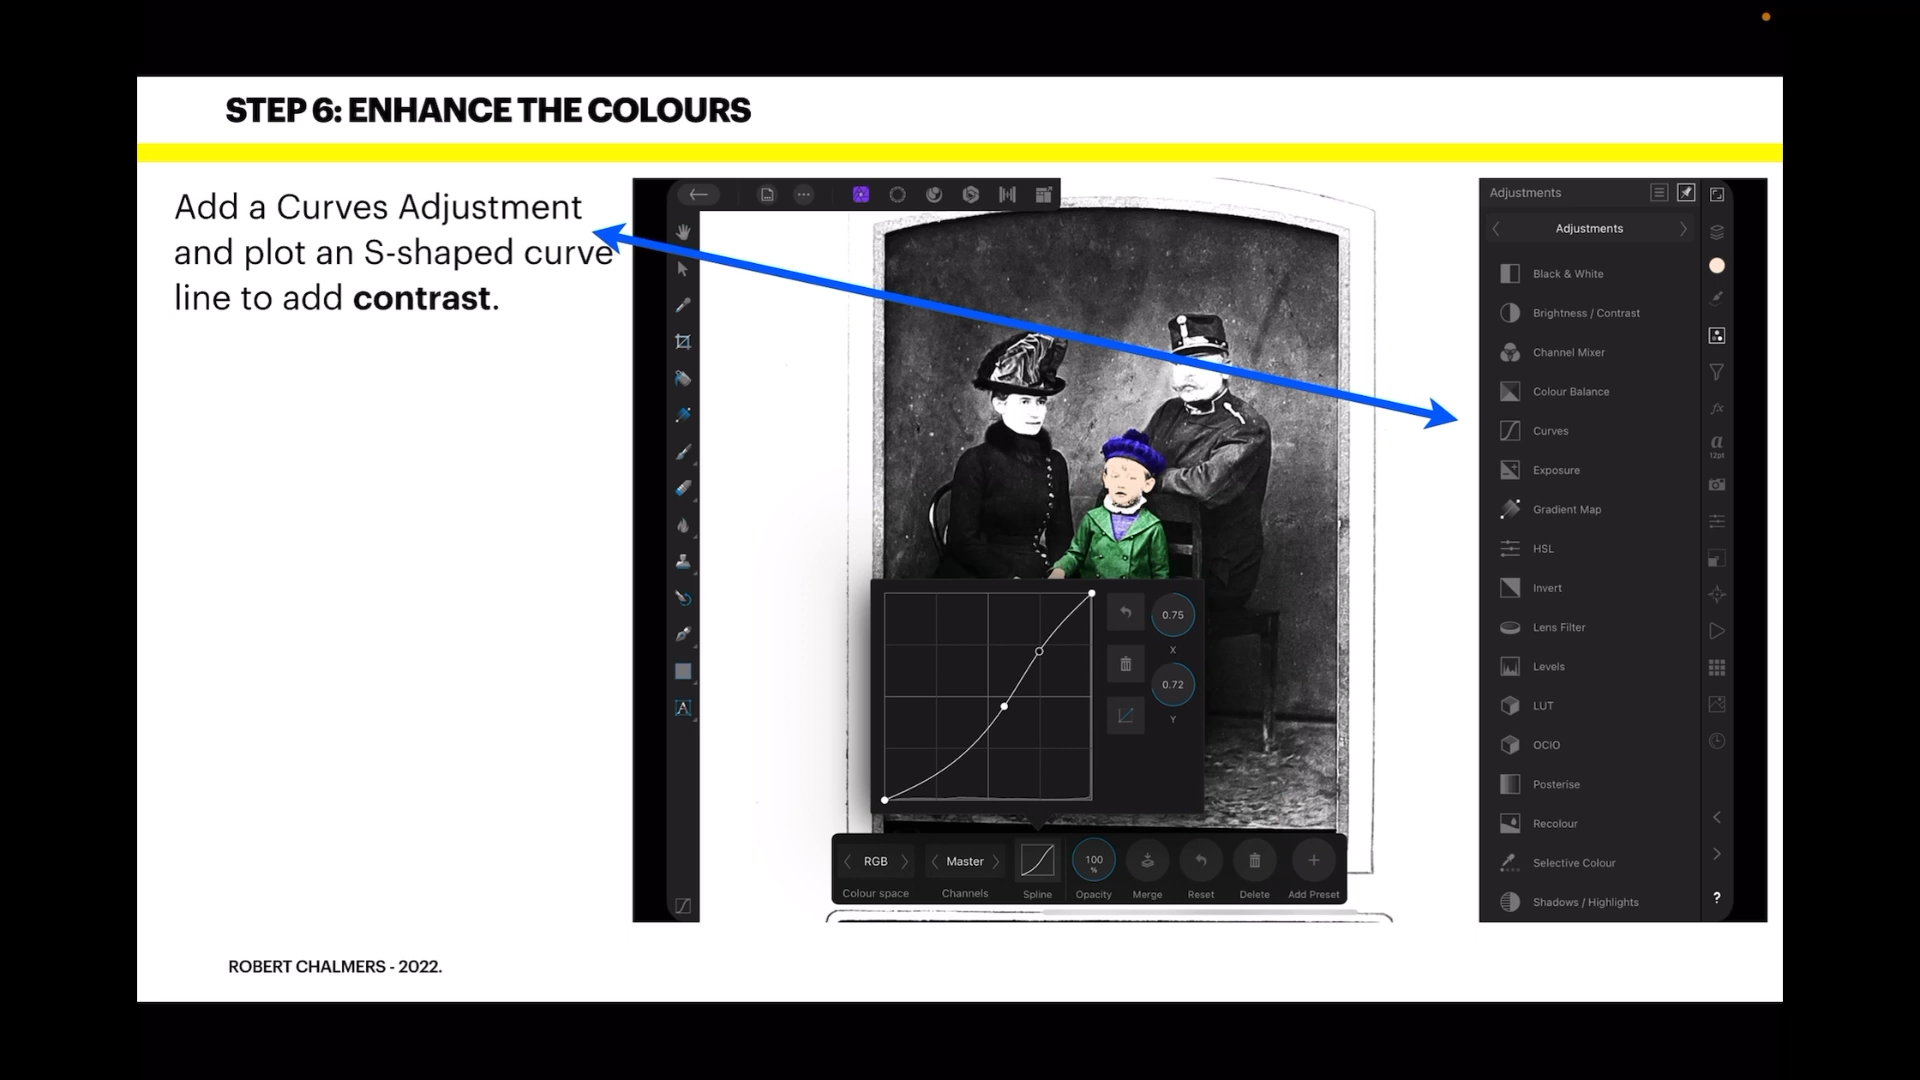 STEP 6: ENHANCE THE COLOURS
Add a Curves Adjustment
and plot an S-shaped curve
line to add contrast.
Adjustments
Adjustments
Black & White
Brightness / Contrast
Channel Mixer
Colour Balance
Curves
Exposure
Gradient Map
HSL
Invert
Lens Filter
Levels
LUT
OCIO
Posterise
Recolour
Selective Colour
Shadows / Highlights
a
12pt
fx
?
A
0.75
X
0.72
Y
RGB
Master
100
%
Colour space
Channels
Spline
Opacity
Merge
Reset
Delete
Add Preset
ROBERT CHALMERS - 2022.